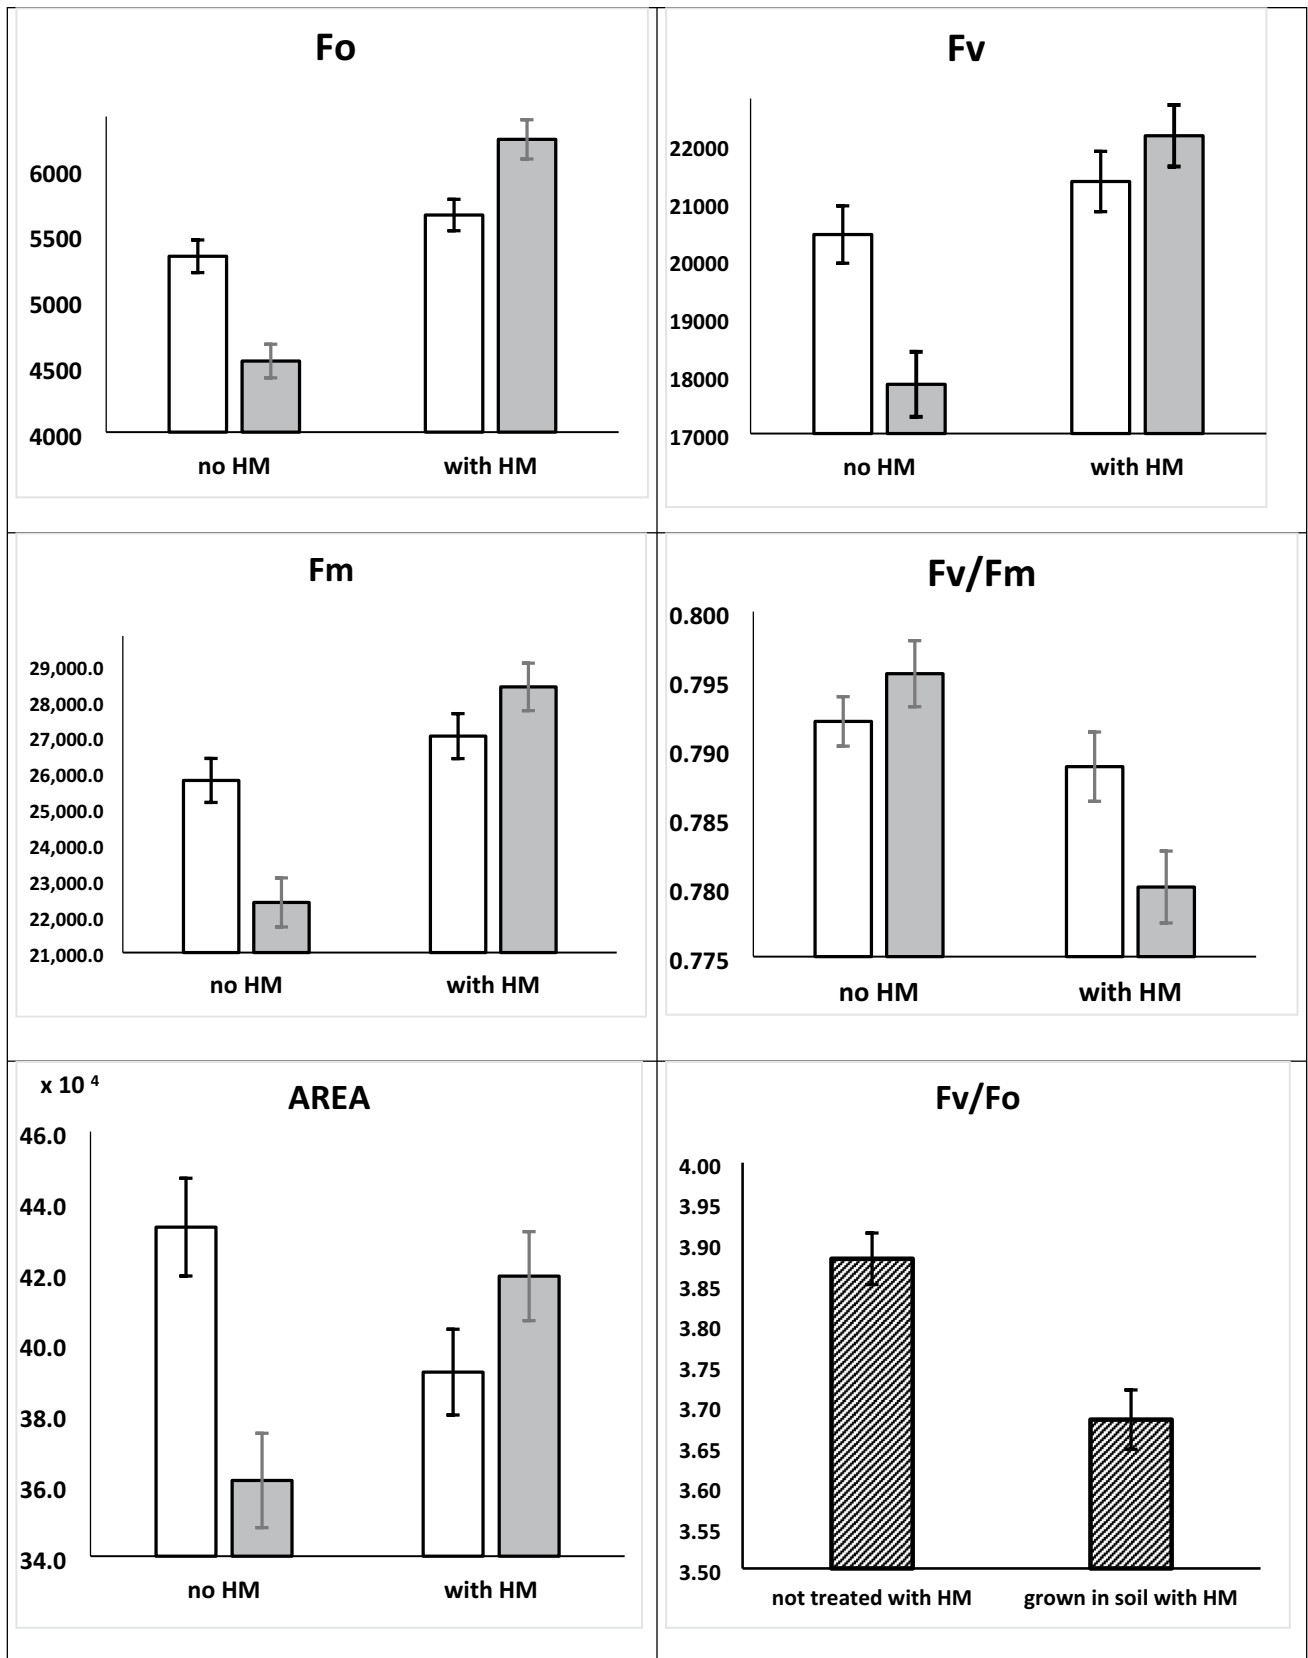 Fo
6000
5500
5000
4500
4000
no HM
with HM
Fv
22000
21000
20000
19000
18000
17000
no HM
with HM
Fm
29,000.0
28,000.0
27,000.0
26,000.0
25,000.0
24,000.0
23,000.0
22,000.0
21,000.0
no HM
with HM
Fv/Fm
0.800
0.795
0.790
0.785
0.780
0.775
no HM
with HM
x 10 4
AREA
46.0
44.0
42.0
40.0
38.0
36.0
34.0
no HM
with HM
Fv/Fo
4.00
3.95
3.90
3.85
3.80
3.75
3.70
3.65
3.60
3.55
3.50
not treated with HM
grown in soil with HM